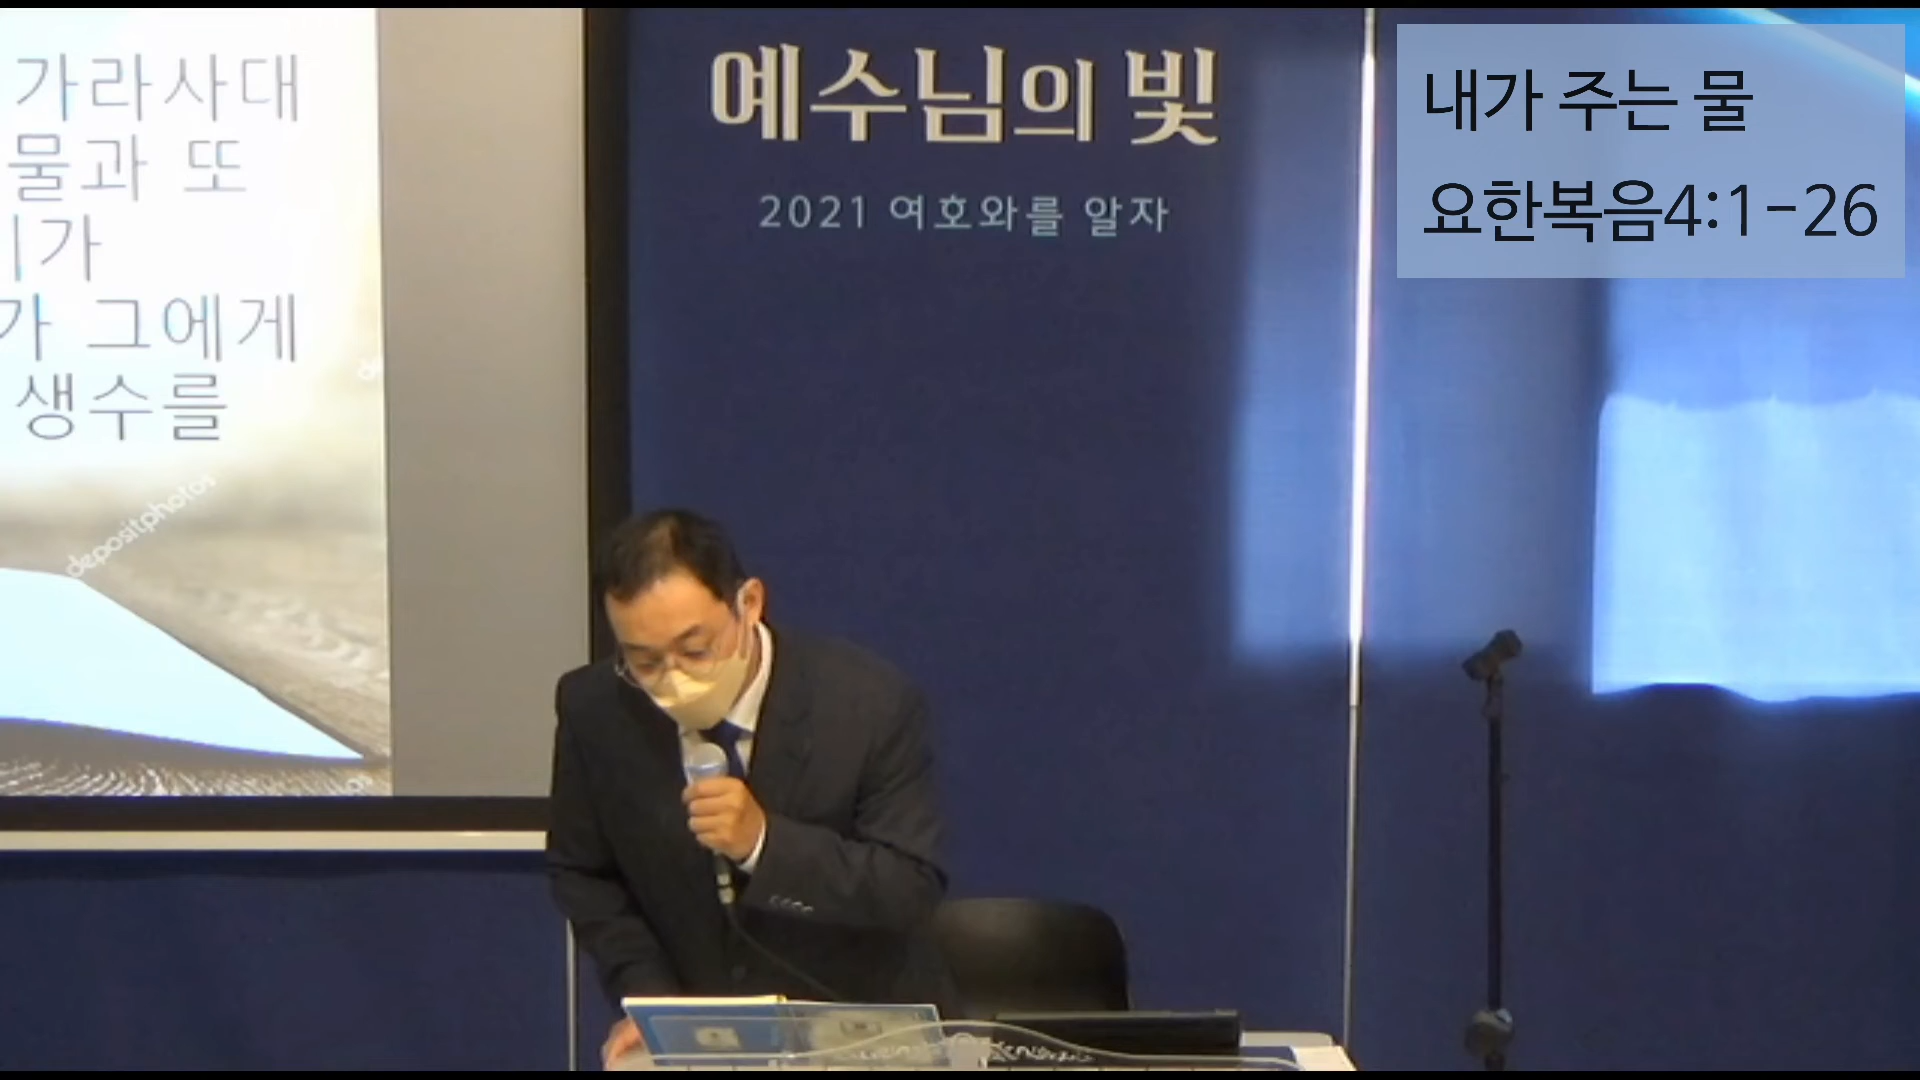 가라사대
물과 또
가
가 그에게
생수를
depositphotos
예수님의 빛
2021 여호와를 알자
내가 주는 물
요한복음4:1-26